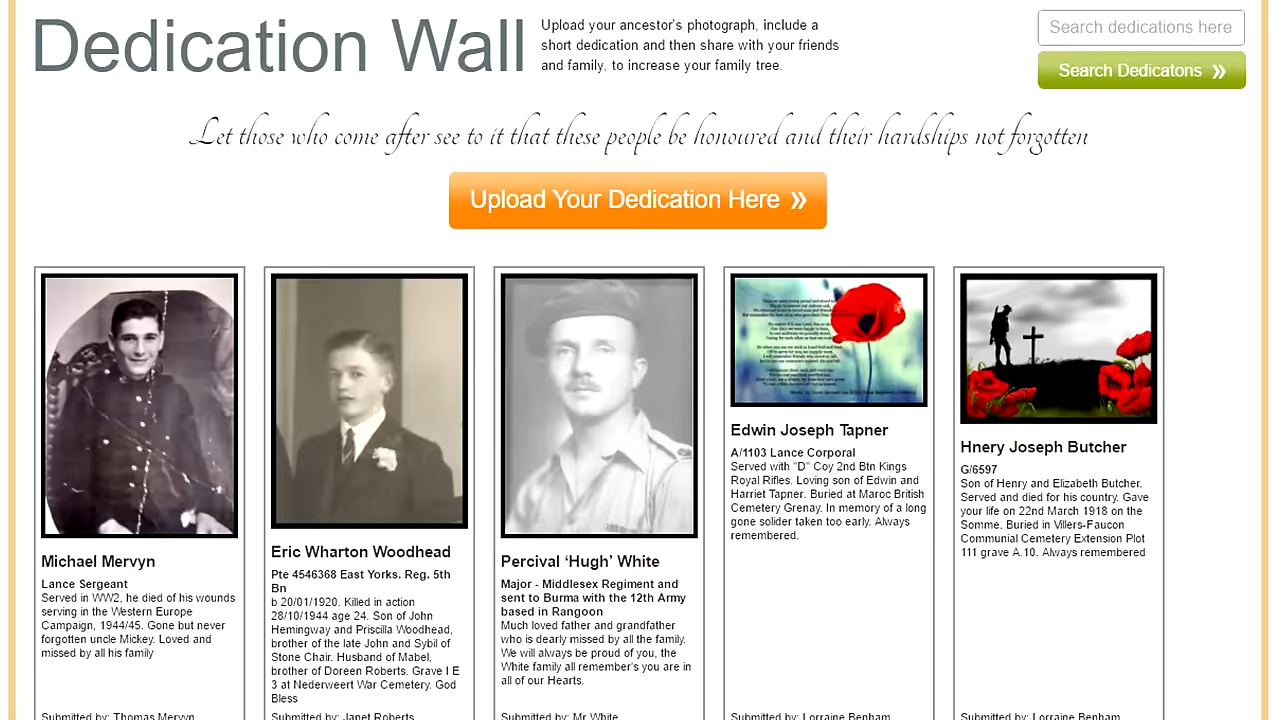 Dedication Wall
Upload your ancestor's photograph, include a
short dedication and then share with your friends
and family, to increase your family tree.
Search dedications here
Search Dedicatons »
Let those who come after see to it that these people be honoured and their hardships not forgotten
Upload Your Dedication Here »
Michael Mervyn
Lance Sergeant
Served in WW2, he died of his wounds
serving in the Western Europe
Campaign, 1944/45. Gone but never
forgotten uncle Mickey. Loved and
missed by all his family
Submitted by: Thomas Mervyn
Eric Wharton Woodhead
Pte 4546368 East Yorks. Reg. 5th
Bn
b 20/01/1920. Killed in action
28/10/1944 age 24. Son of John
Hemingway and Priscilla Woodhead,
brother of the late John and Sybil of
Stone Chair. Husband of Mabel,
brother of Doreen Roberts. Grave I E
3 at Nederweert War Cemetery. God
Bless
Submitted by: Janet Roberts
Percival ‘Hugh’ White
Major - Middlesex Regiment and
sent to Burma with the 12th Army
based in Rangoon
Much loved father and grandfather
who is dearly missed by all the family.
We will always be proud of you, the
White family all remember's you are in
all of our Hearts.
Submitted by: Mr White
Edwin Joseph Tapner
A/1103 Lance Corporal
Served with "D" Coy 2nd Btn Kings
Royal Rifles. Loving son of Edwin and
Harriet Tapner. Buried at Maroc British
Cemetery Grenay. In memory of a long
gone solider taken too early. Always
remembered.
Submitted by: Lorraine Benham
Hnery Joseph Butcher
G/6597
Son of Henry and Elizabeth Butcher.
Served and died for his country. Gave
your life on 22nd March 1918 on the
Somme. Buried in Villers-Faucon
Communial Cemetery Extension Plot
111 grave A.10. Always remembered
Submitted by: Lorraine Benham